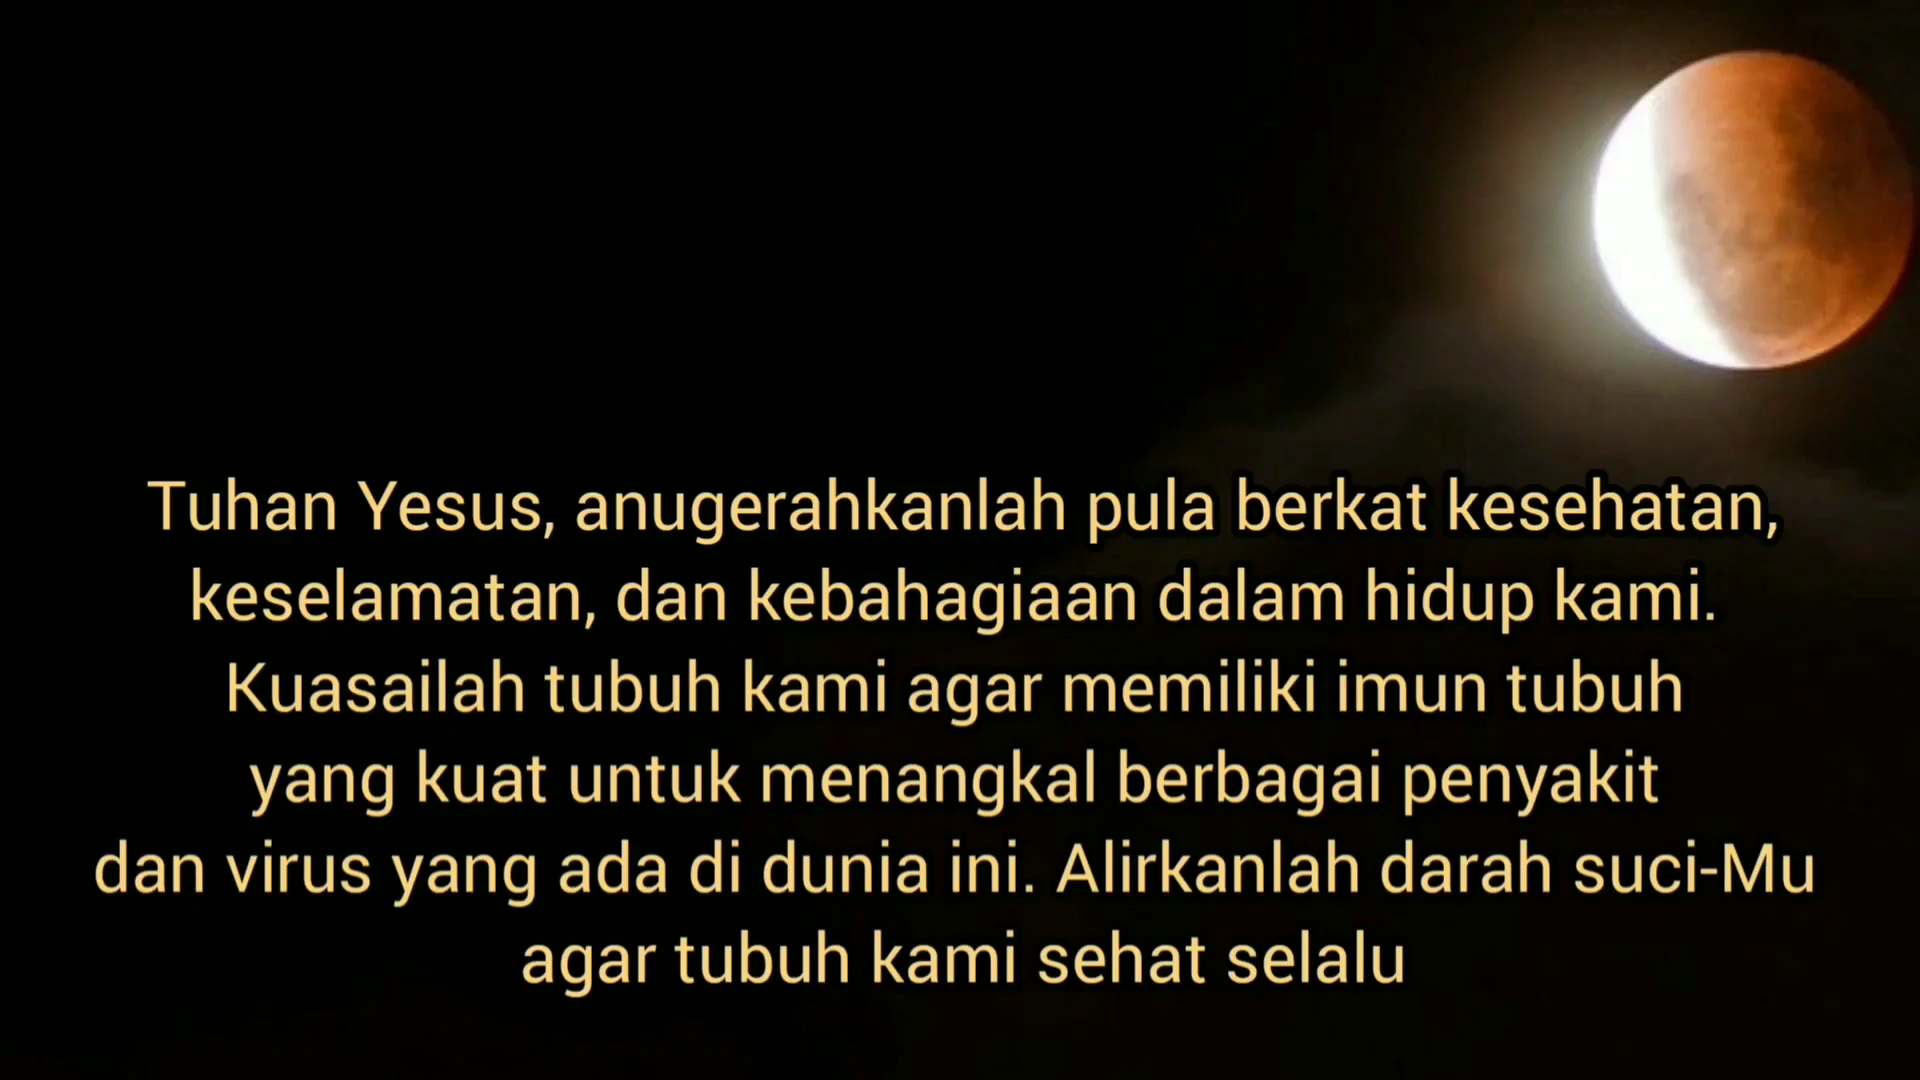 Tuhan Yesus, anugerahkanlah pula berkat kesehatan,
keselamatan, dan kebahagiaan dalam hidup kami.
Kuasailah tubuh kami agar memiliki imun tubuh
yang kuat untuk menangkal berbagai penyakit
dan virus yang ada di dunia ini. Alirkanlah darah suci-Mu
agar tubuh kami sehat selalu